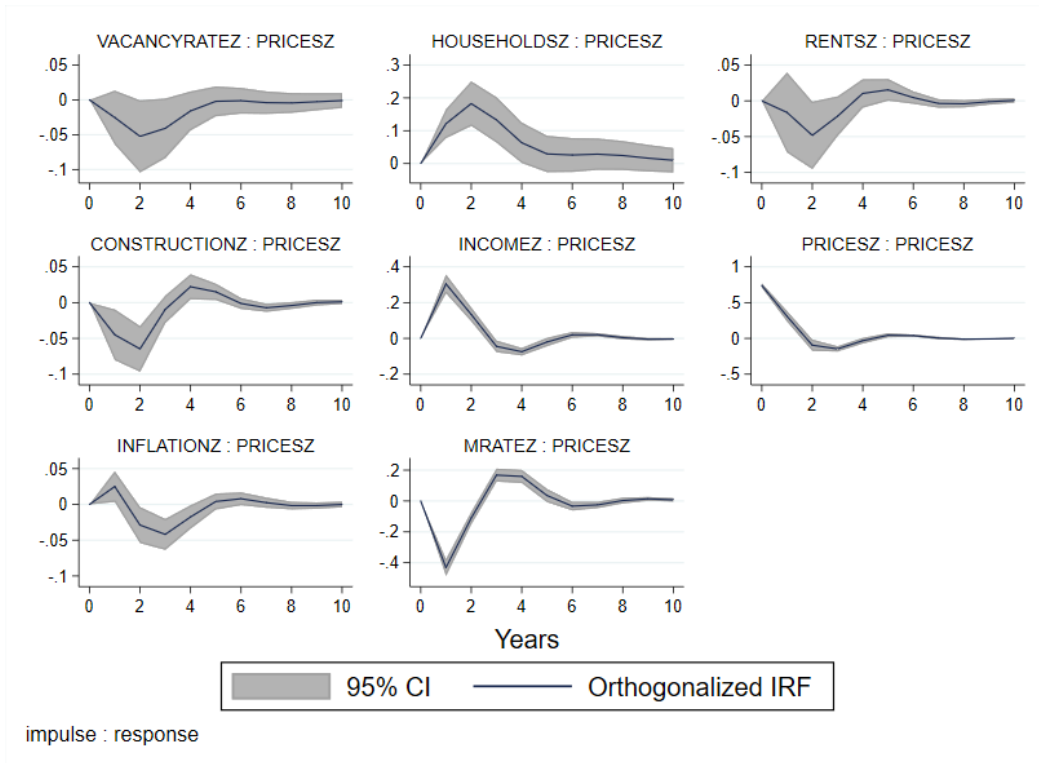 VACANCYRATEZ : PRICESZ
HOUSEHOLDSZ : PRICESZ
RENTSZ : PRICESZ
.05
0
-.05
-.1
0 2 4 6 8 10
.3
.2
.1
0
0 2 4 6 8 10
.05
0
-.05
-.1
0 2 4 6 8 10
CONSTRUCTIONZ : PRICESZ
INCOMEZ : PRICESZ
PRICESZ : PRICESZ
.05
0
-.05
-.1
0 2 4 6 8 10
.4
.2
0
-.2
0 2 4 6 8 10
1
.5
0
-.5
0 2 4 6 8 10
INFLATIONZ : PRICESZ
MRATEZ : PRICESZ
.05
0
-.05
-.1
0 2 4 6 8 10
.2
0
-.2
-.4
0 2 4 6 8 10
Years
95% CI
Orthogonalized IRF
impulse : response